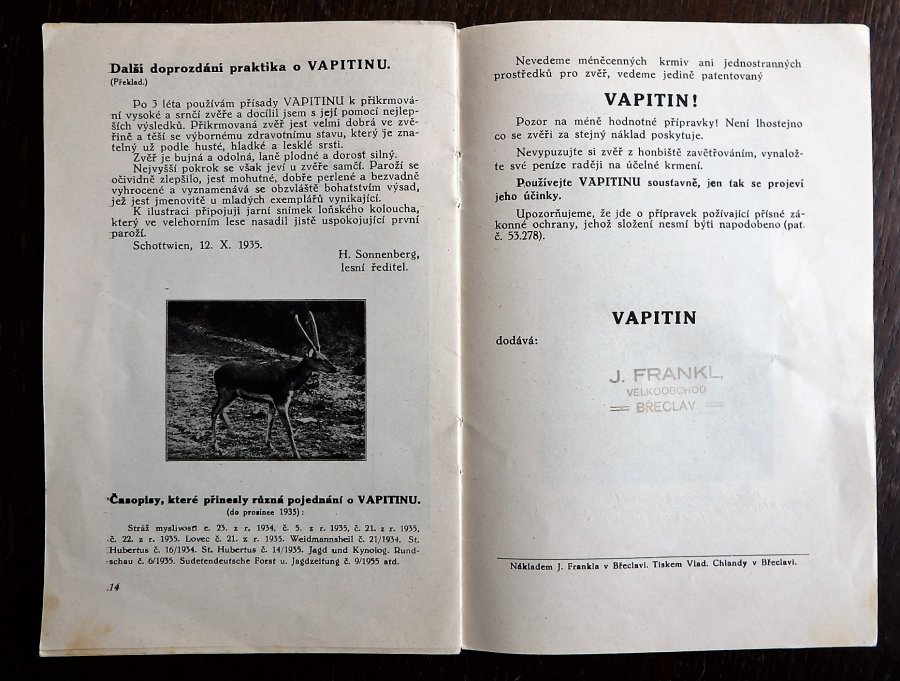 Další doprozdání praktika o VAPITINU.
(Překlad.)
Po 3 léta používám přísady VAPITINU k přikrmová-
ní vysoké a srnčí zvěře a docílil jsem s její pomocí nejlep-
ších výsledků. Přikrmovaná zvěř jest velmi dobrá ve zvě-
řině a těší se výbornému zdravotnímu stavu, který je zna-
telný už podle husté, hladké a lesklé srsti.
Zvěř je bujná a odolná, laně plodné a dorost silný.
Nejvyšší pokrok se však jeví u zvěře samčí. Paroží se
očividně zlepšilo, jest mohutné, dobře perlené a bezvadně
vyhrocené a vyznamenává se obzvláště bohatstvím výsad,
jež jest jmenovitě u mladých exemplářů vynikající.
K ilustraci připojuji jarní snímek loňského koloucha,
který ve velehorním lese nasadil jistě uspokojující první
paroží.
Schottwien, 12. X. 1935.
H. Sonnenberg,
lesní ředitel.
Časopisy, které přinesly různá pojednání o VAPITINU.
(do prosince 1935):
Stráž myslivosti c. 23. z r. 1934, č. 5. z r. 1935, č. 21. z r. 1935,
č. 22. z r. 1935. Lovec č. 21. z r. 1935. Weidmannsheil č. 21/1934. St.
Hubertus č. 16/1934. St. Hubertus č. 14/1935. Jagd und Kynolog. Rund-
schau č. 6/1935. Sudetendeutsche Forst u. Jagdzeitung č. 9/1935 atd.
14
Nevedeme méněcenných krmiv ani jednostranných
prostředků pro zvěř, vedeme jedině patentovaný
VAPITIN!
Pozor na méně hodnotné přípravky! Není lhostejno
co se zvěři za stejný náklad poskytuje.
Nevypuzujte si zvěř z honbiště zavětřováním, vynalož-
te své peníze raději na účelné krmení.
Používejte VAPITINU soustavně, jen tak se projeví
jeho účinky.
Upozorňujeme, že jde o přípravek požívající přísné zá-
konné ochrany, jehož složení nesmí býti napodobeno (pat.
č. 53.278).
VAPITIN
dodává:
J. FRANKL,
VELKOOBCHOD
BŘECLAV.
Nákladem J. Frankla v Břeclavi. Tiskem Vlad. Chlandy v Břeclavi.